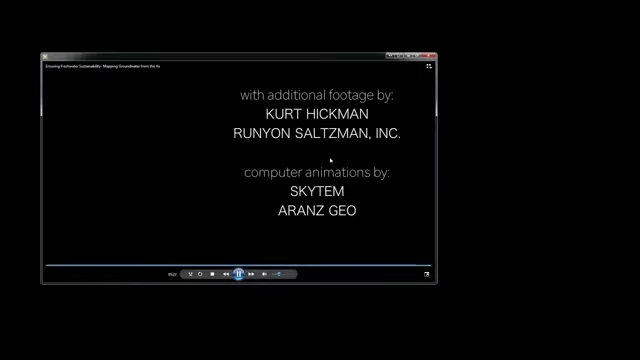 Ensuring Freshwater Sustainability- Mapping Groundwater from the Air
with additional footage by:
KURT HICKMAN
RUNYON SALTZMAN, INC.
computer animations by:
SKYTEM
ARANZ GEO